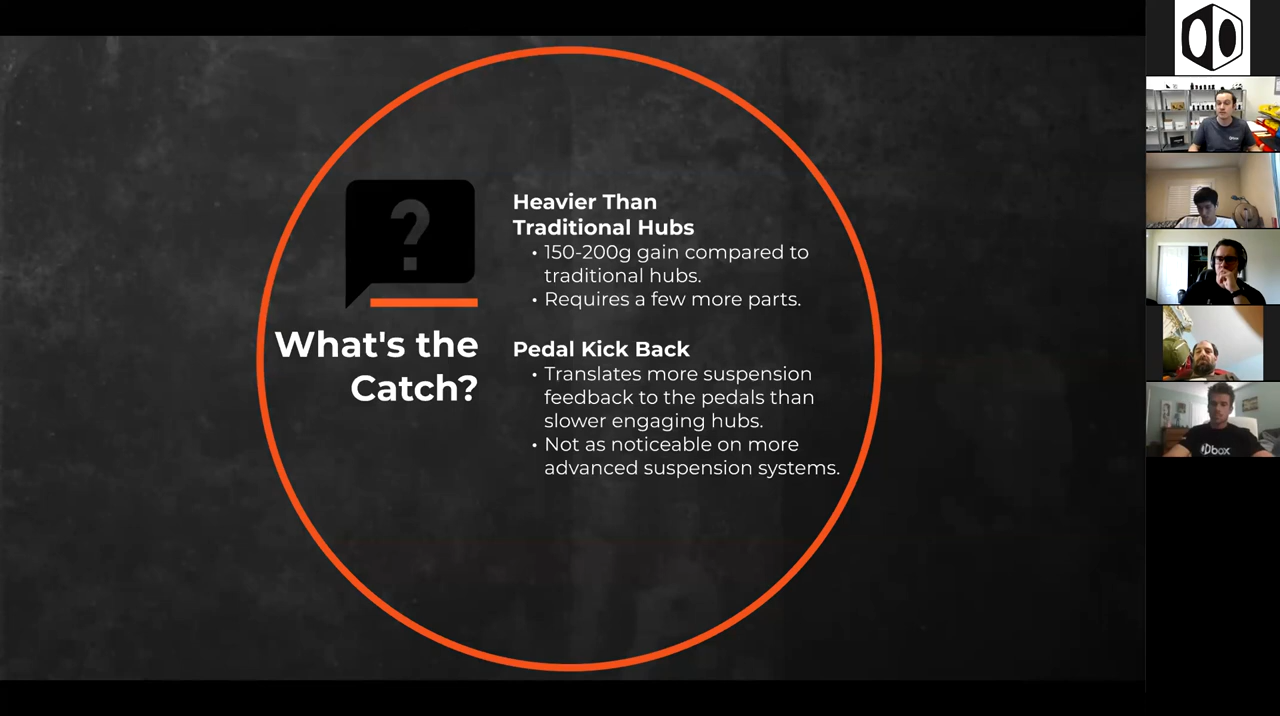 ?
What's the
Catch?
Heavier Than
Traditional Hubs
• 150-200g gain compared to
traditional hubs.
• Requires a few more parts.
Pedal Kick Back
• Translates more suspension
feedback to the pedals than
slower engaging hubs.
• Not as noticeable on more
advanced suspension systems.
box
box